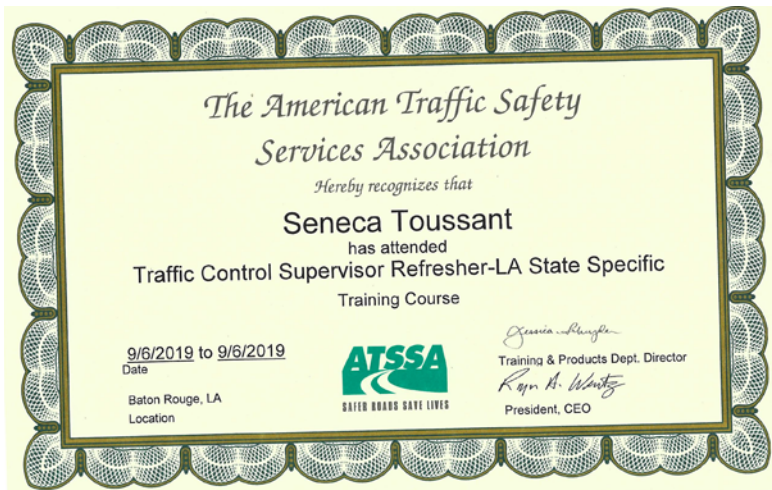 The American Traffic Safety
Services Association
Hereby recognizes that
Seneca Toussant
has attended
Traffic Control Supervisor Refresher-LA State Specific
Training Course
9/6/2019 to 9/6/2019
Date
Baton Rouge, LA
Location
ATSSA
SAFER ROADS SAVE LIVES
Training & Products Dept. Director
President, CEO